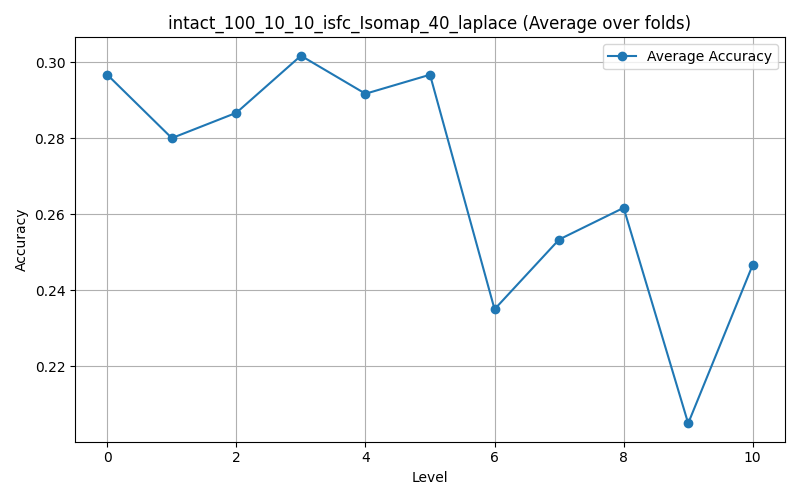 intact_100_10_10_isfc_Isomap_40_laplace (Average over folds)
Average Accuracy
Accuracy
0.30
0.28
0.26
0.24
0.22
0 2 4 6 8 10
Level